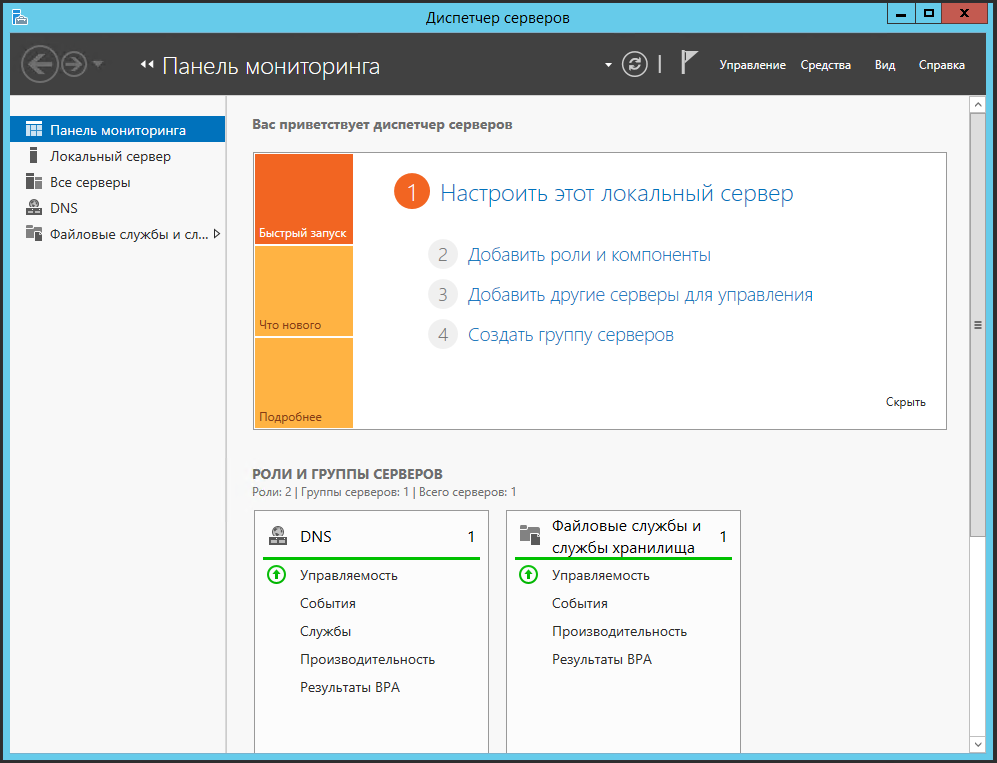 Диспетчер серверов
Панель мониторинга
Управление Средства Вид Справка
Панель мониторинга
Локальный сервер
Все серверы
DNS
Файловые службы и сл...
Вас приветствует диспетчер серверов
Быстрый запуск
Что нового
Подробнее
1 Настроить этот локальный сервер
2 Добавить роли и компоненты
3 Добавить другие серверы для управления
4 Создать группу серверов
Скрыть
РОЛИ И ГРУППЫ СЕРВЕРОВ
Роли: 2 | Группы серверов: 1 | Всего серверов: 1
DNS 1
Управляемость
События
Службы
Производительность
Результаты BPA
Файловые службы и
службы хранилища 1
Управляемость
События
Производительность
Результаты BPA